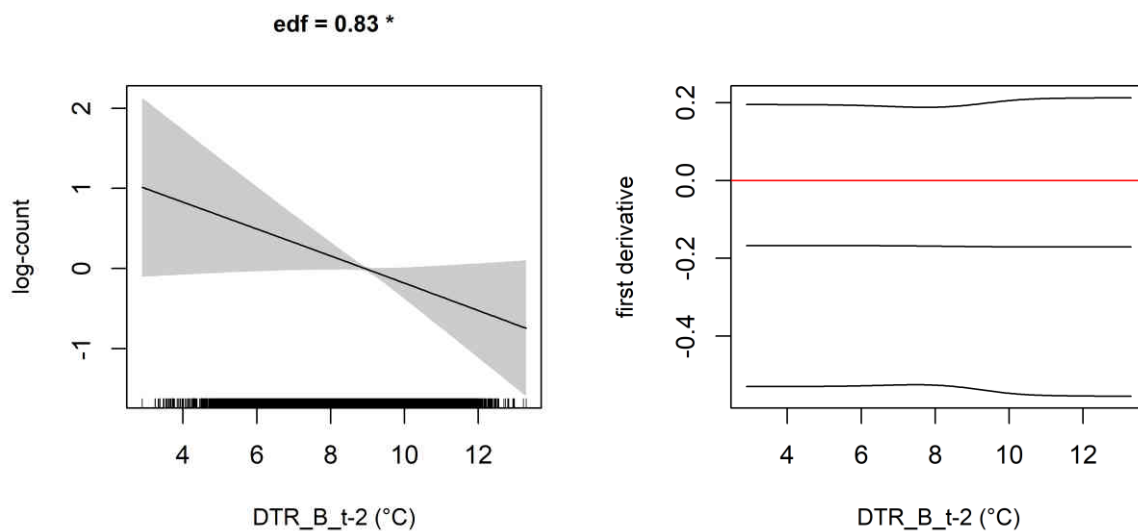 edf = 0.83 *
log-count
2
1
0
-1
4 6 8 10 12
DTR_B_t-2 (°C)
first derivative
0.2
0.0
-0.2
-0.4
4 6 8 10 12
DTR_B_t-2 (°C)